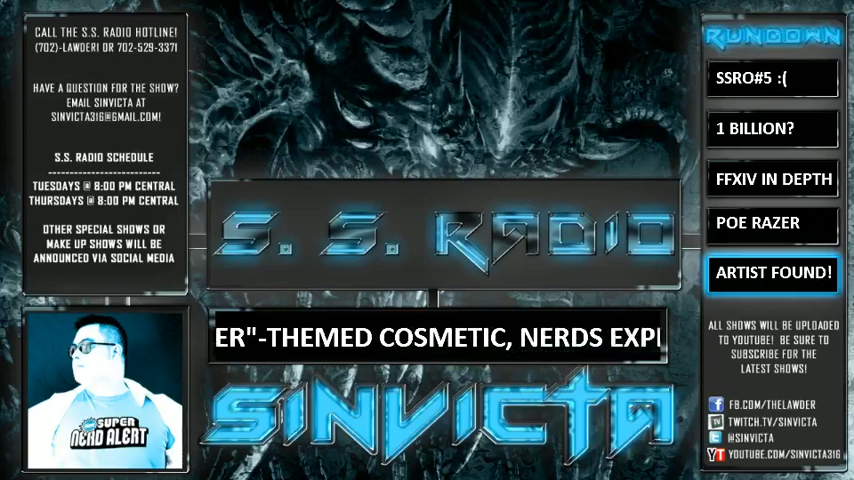 CALL THE S.S. RADIO HOTLINE!
(702)-LAWDERI OR 702-529-3371
HAVE A QUESTION FOR THE SHOW?
EMAIL SINVICTA AT
SINVICTA316@GMAIL.COM!
S.S. RADIO SCHEDULE
--------------------------
TUESDAYS @ 8:00 PM CENTRAL
THURSDAYS @ 8:00 PM CENTRAL
OTHER SPECIAL SHOWS OR
MAKE UP SHOWS WILL BE
ANNOUNCED VIA SOCIAL MEDIA
SUPER
NERD ALERT
S. S. RADIO
ER"-THEMED COSMETIC, NERDS EXP
SINVICTA
RUNDOWN
SSRO#5 :(
1 BILLION?
FFXIV IN DEPTH
POE RAZER
ARTIST FOUND!
ALL SHOWS WILL BE UPLOADED
TO YOUTUBE! BE SURE TO
SUBSCRIBE FOR THE
LATEST SHOWS!
FB.COM/THELAWDER
TWITCH.TV/SINVICTA
@SINVICTA
YT YOUTUBE.COM/SINVICTA316